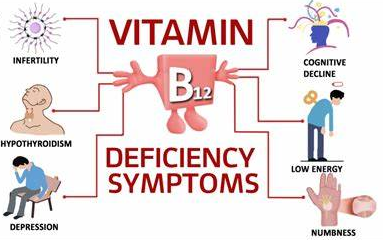 VITAMIN
B12
DEFICIENCY
SYMPTOMS
INFERTILITY
HYPOTHYROIDISM
DEPRESSION
COGNITIVE
DECLINE
LOW ENERGY
NUMBNESS